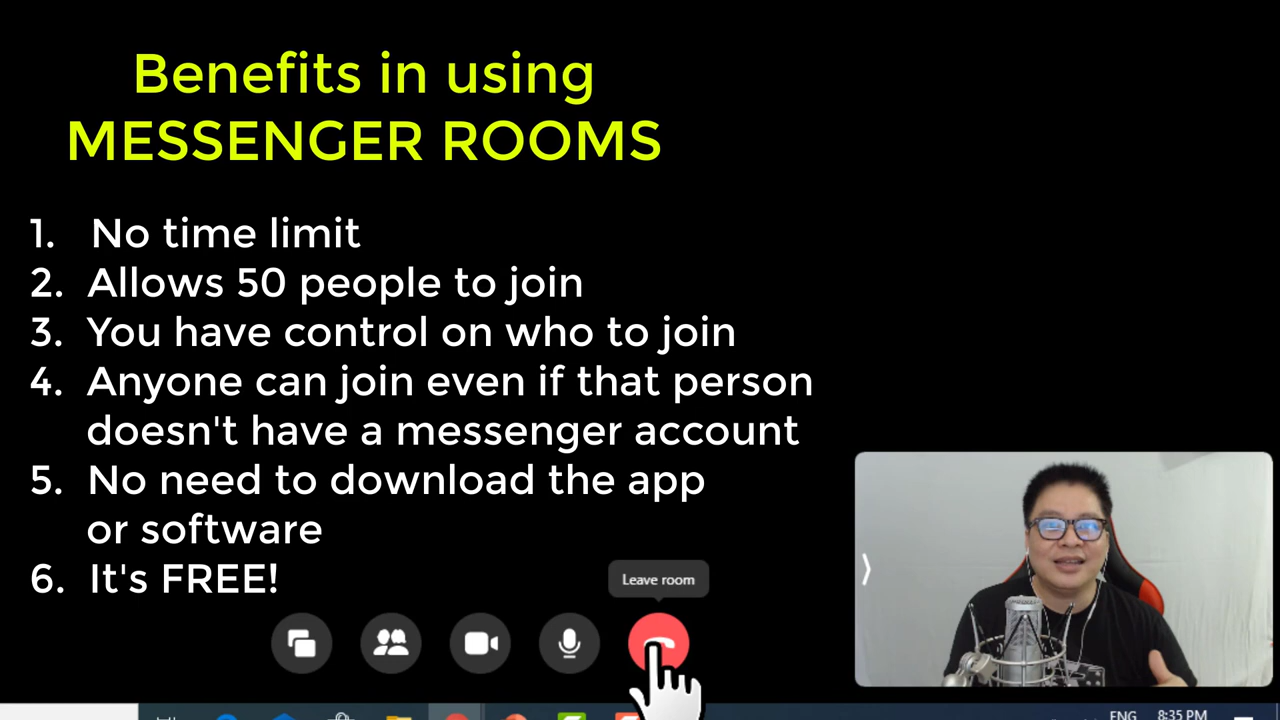 Benefits in using
MESSENGER ROOMS
1. No time limit
2. Allows 50 people to join
3. You have control on who to join
4. Anyone can join even if that person
doesn't have a messenger account
5. No need to download the app
or software
6. It's FREE!
Leave room
ENG
8:35 PM